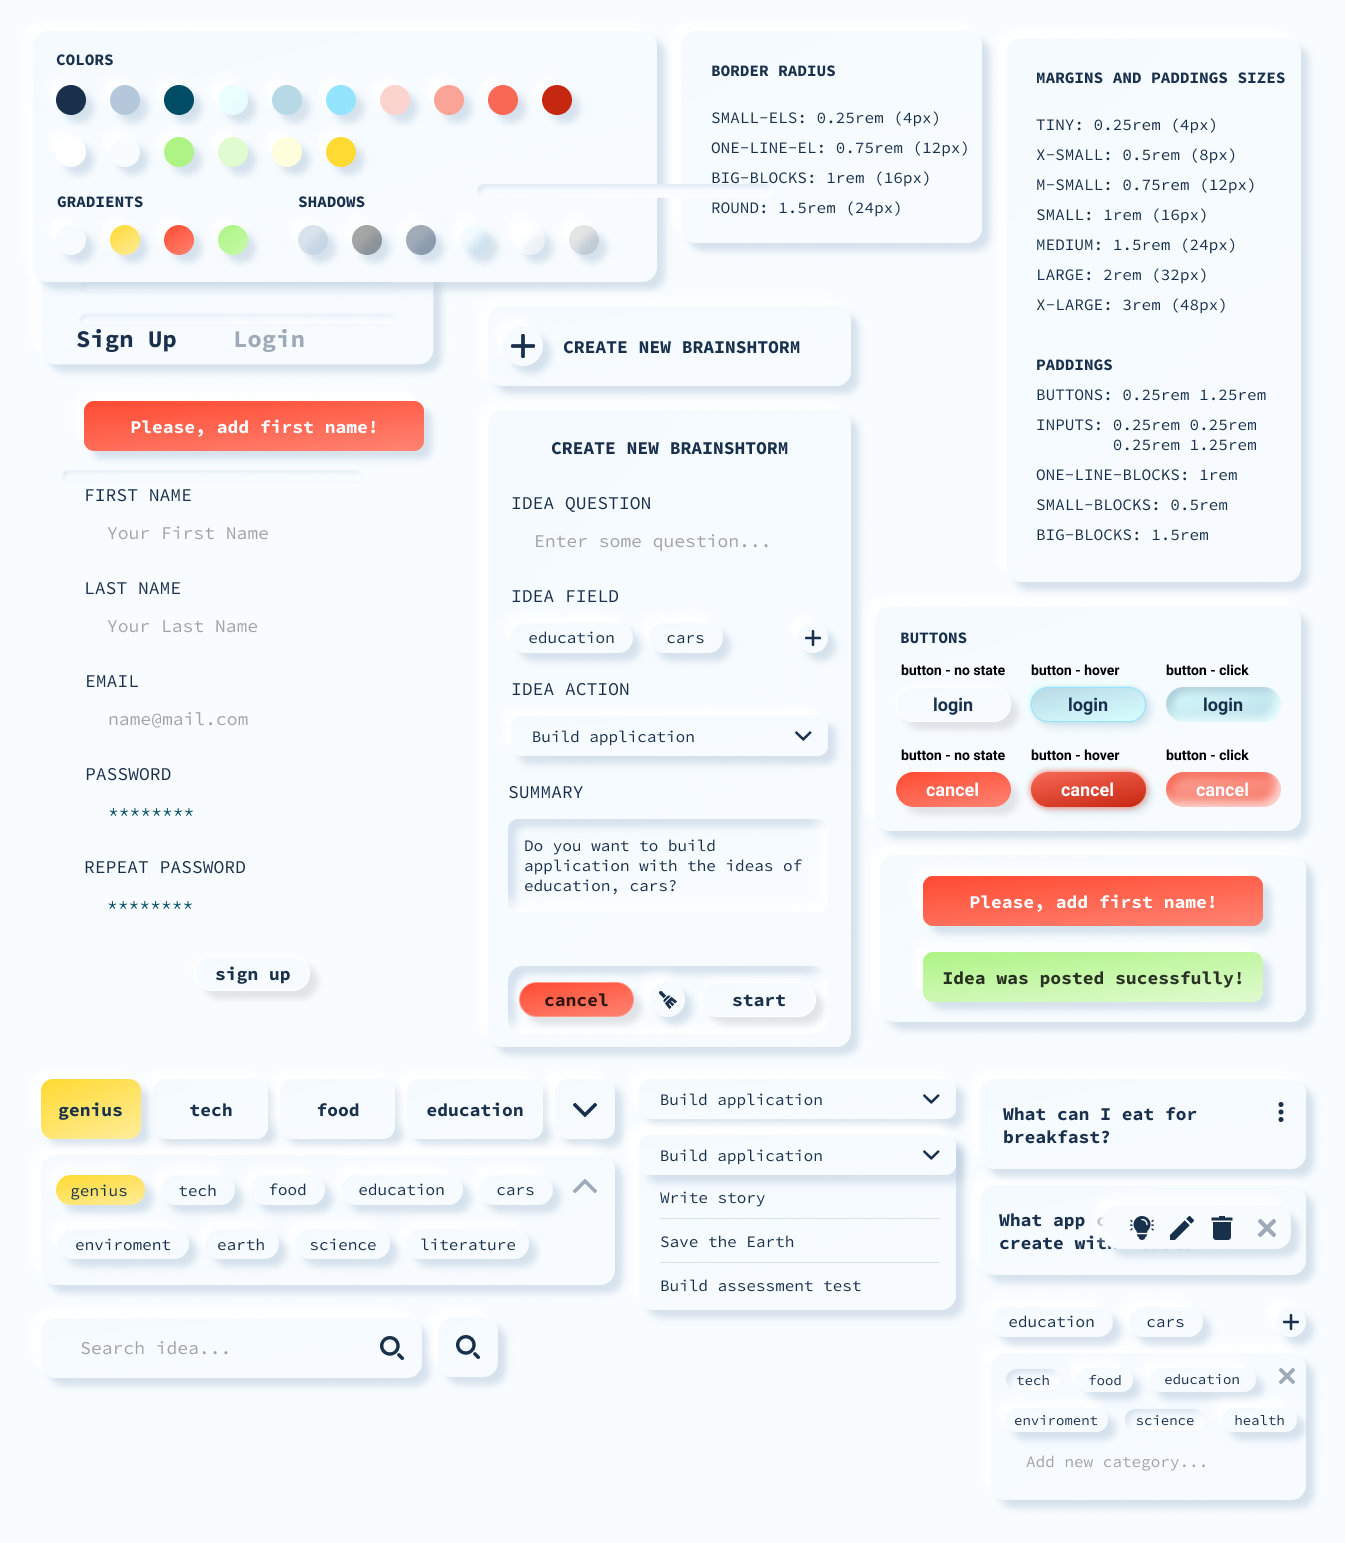 COLORS
GRADIENTS
SHADOWS
BORDER RADIUS
SMALL-ELS: 0.25rem (4px)
ONE-LINE-EL: 0.75rem (12px)
BIG-BLOCKS: 1rem (16px)
ROUND: 1.5rem (24px)
MARGINS AND PADDINGS SIZES
TINY: 0.25rem (4px)
X-SMALL: 0.5rem (8px)
M-SMALL: 0.75rem (12px)
SMALL: 1rem (16px)
MEDIUM: 1.5rem (24px)
LARGE: 2rem (32px)
X-LARGE: 3rem (48px)
PADDINGS
BUTTONS: 0.25rem 1.25rem
INPUTS: 0.25rem 0.25rem
0.25rem 1.25rem
ONE-LINE-BLOCKS: 1rem
SMALL-BLOCKS: 0.5rem
BIG-BLOCKS: 1.5rem
Sign Up
Login
Please, add first name!
FIRST NAME
Your First Name
LAST NAME
Your Last Name
EMAIL
name@mail.com
PASSWORD
********
REPEAT PASSWORD
********
sign up
CREATE NEW BRAINSHTORM
CREATE NEW BRAINSHTORM
IDEA QUESTION
Enter some question...
IDEA FIELD
education
cars
IDEA ACTION
Build application
SUMMARY
Do you want to build
application with the ideas of
education, cars?
cancel
start
BUTTONS
button - no state
button - hover
button - click
login
login
login
button - no state
button - hover
button - click
cancel
cancel
cancel
Please, add first name!
Idea was posted sucessfully!
genius
tech
food
education
genius
tech
food
education
cars
enviroment
earth
science
literature
Search idea...
Build application
Build application
Write story
Save the Earth
Build assessment test
What can I eat for
breakfast?
What app
create
education
cars
tech
food
education
enviroment
science
health
Add new category...